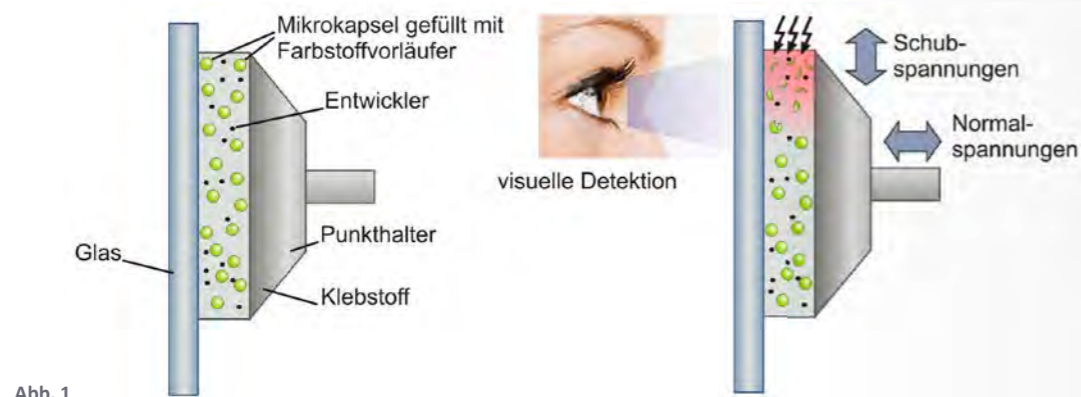 Mikrokapsel gefüllt mit
Farbstoffvorläufer
Entwickler
Glas
Punkthalter
Klebstoff
visuelle Detektion
Schub-
spannungen
Normal-
spannungen
Abb. 1